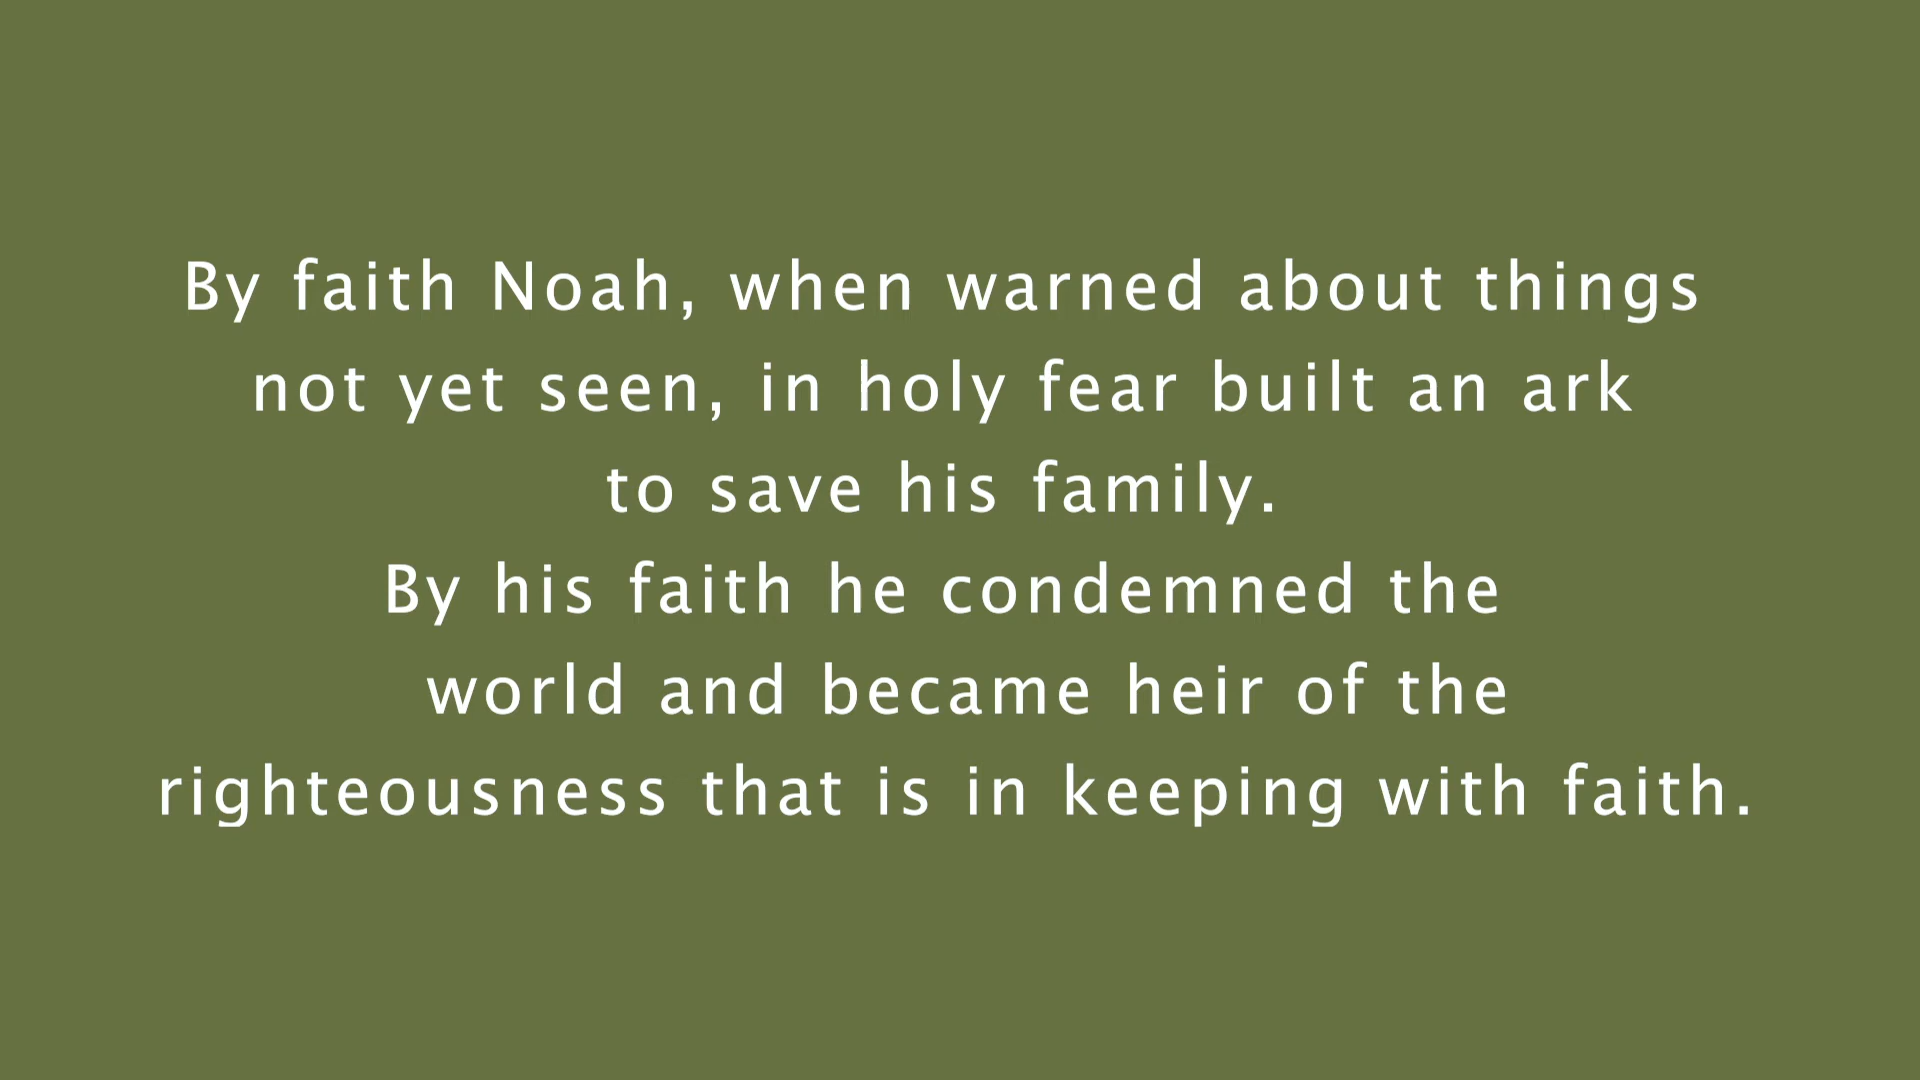 By faith Noah, when warned about things
not yet seen, in holy fear built an ark
to save his family.
By his faith he condemned the
world and became heir of the
righteousness that is in keeping with faith.